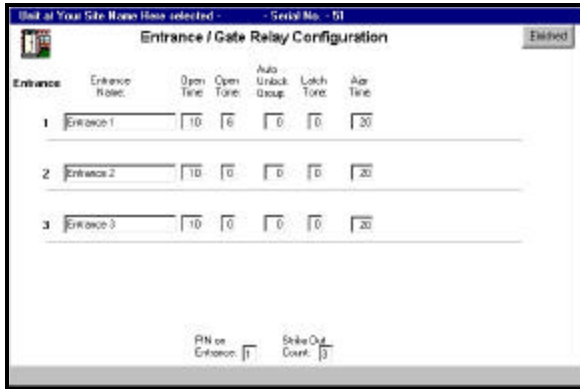 Unit at Your Site Name Here selected - - Serial No. - 51
Entrance / Gate Relay Configuration
Finished
Entrance Entrance Name: Open Time Open Tone: Auto Unlock Group: Latch Tone: Ajar Time
1 Entrance 1 10 6 0 0 20
2 Entrance 2 10 0 0 0 20
3 Entrance 3 10 0 0 0 20
PIN on Entrance: 1 Strike Out Count: 3